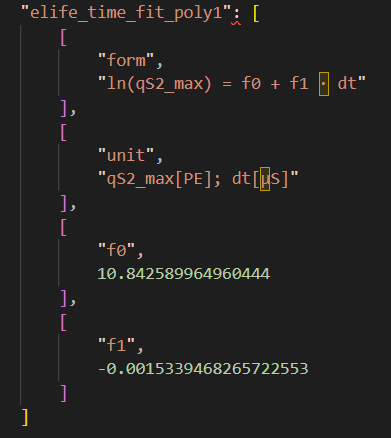 "elife_time_fit_poly1": [
[
"form",
"ln(qS2_max) = f0 + f1 · dt"
],
[
"unit",
"qS2_max[PE]; dt[µS]"
],
[
"f0",
10.842589964960444
],
[
"f1",
-0.0015339468265722553
]
]